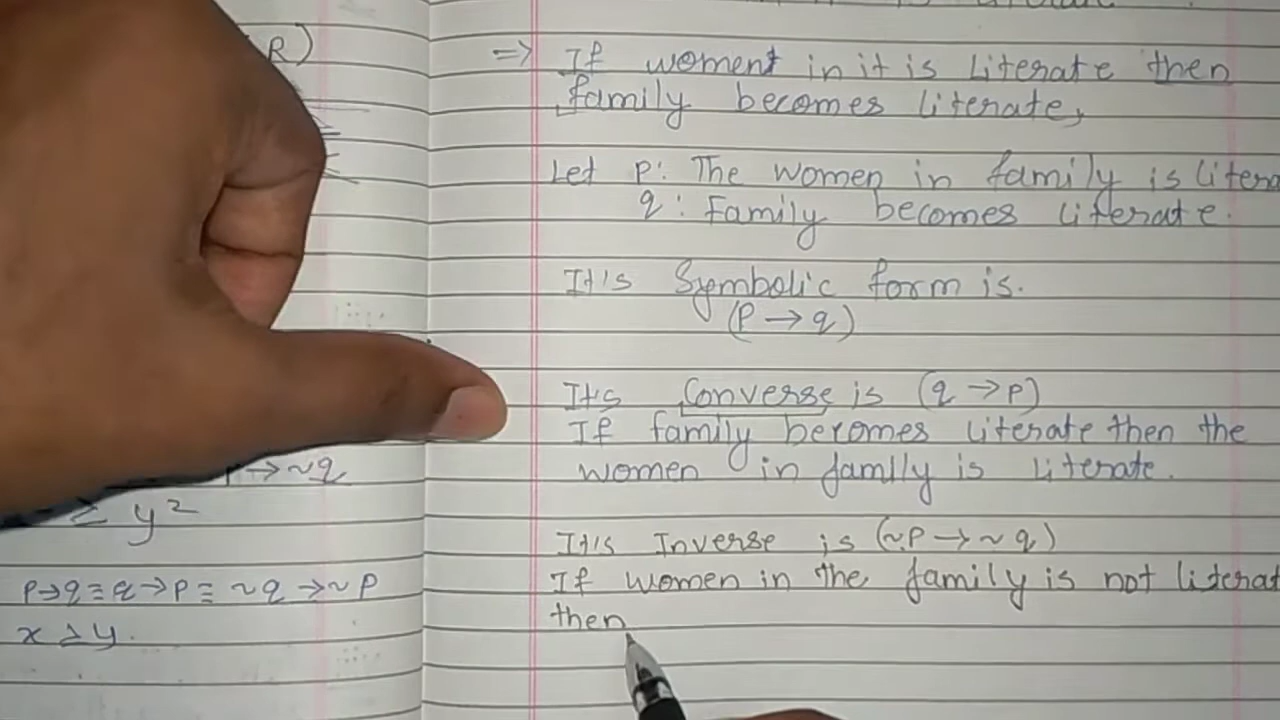 R)
→ ~q
≥ y²
p→q ≡ q→p ≡ ~q → ~p
x ≥ y.
=> If woment in it is literate then
family becomes literate,
Let p: The women in family is litera
q: Family becomes literate.
It's Symbolic form is.
(p → q)
It's Converse is (q → p)
If family becomes literate then the
women in family is literate.
It's Inverse is (~p → ~q)
If women in the family is not literat
then